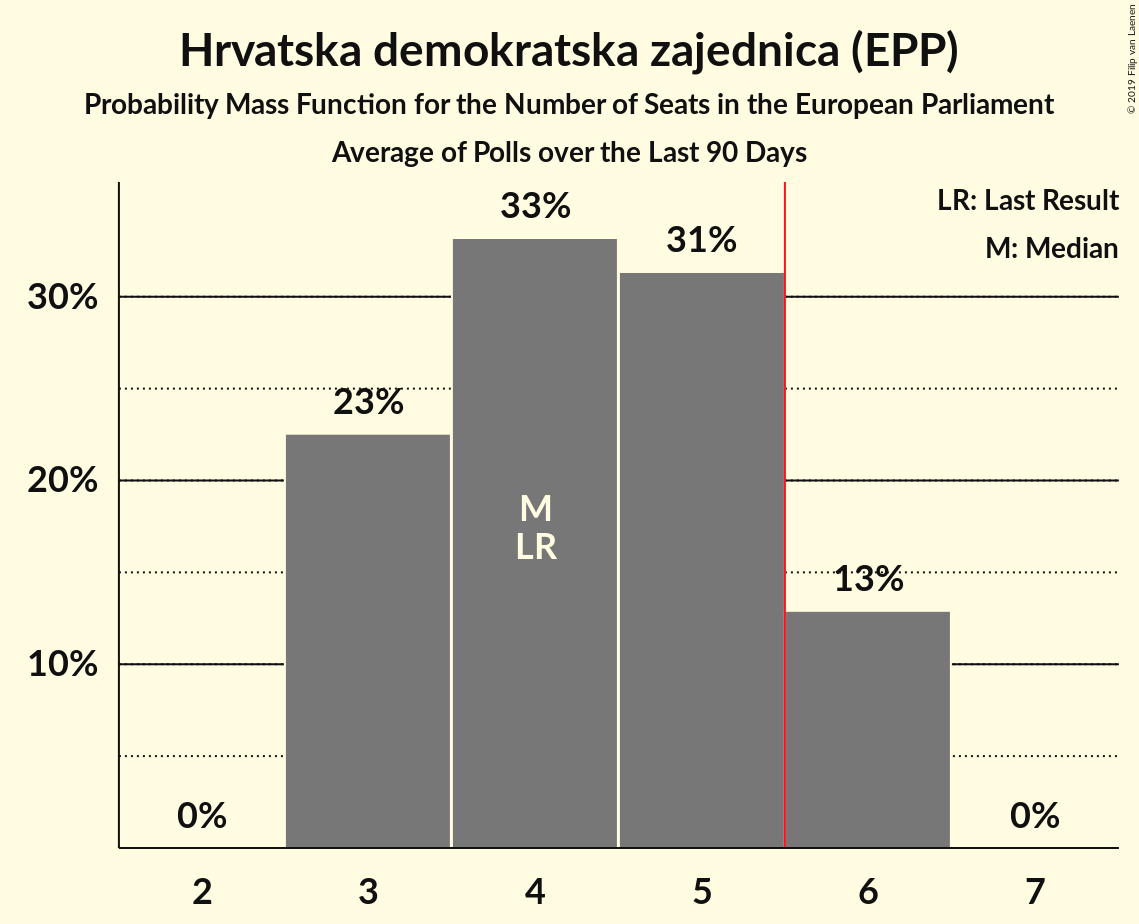 Hrvatska demokratska zajednica (EPP)
Probability Mass Function for the Number of Seats in the European Parliament
Average of Polls over the Last 90 Days
© 2019 Filip van Laenen
LR: Last Result
M: Median
33%
31%
30%
23%
20%
M
LR
13%
10%
0%
0%
2 3 4 5 6 7